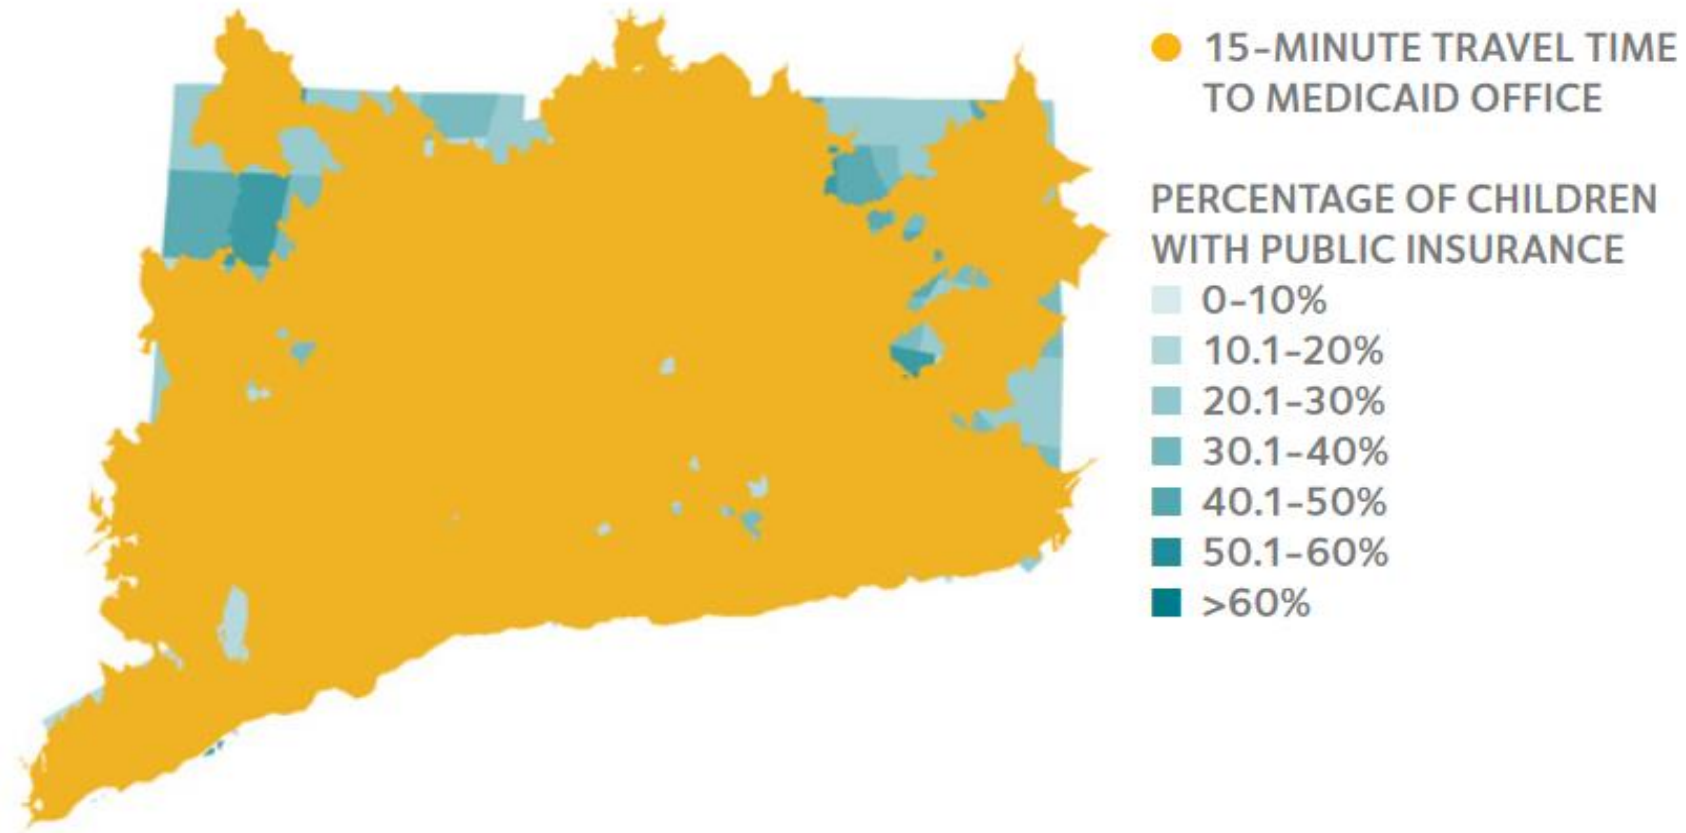 15-MINUTE TRAVEL TIME
TO MEDICAID OFFICE
PERCENTAGE OF CHILDREN
WITH PUBLIC INSURANCE
0-10%
10.1-20%
20.1-30%
30.1-40%
40.1-50%
50.1-60%
>60%